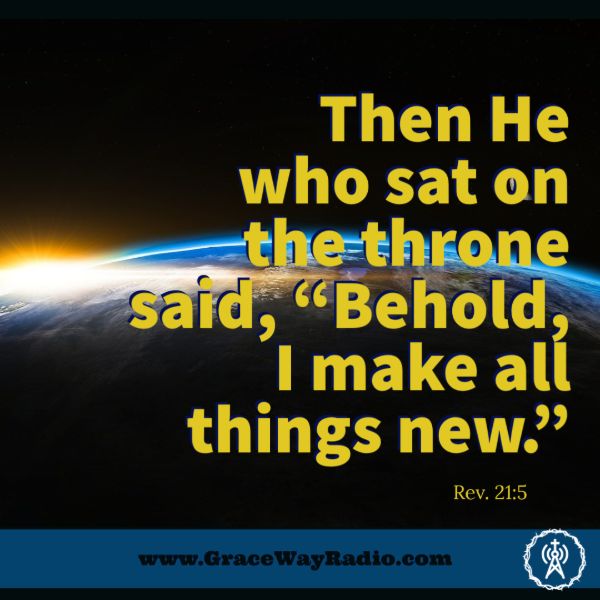 Then He
who sat on
the throne
said, “Behold,
I make all
things new.”
Rev. 21:5
www.GraceWayRadio.com